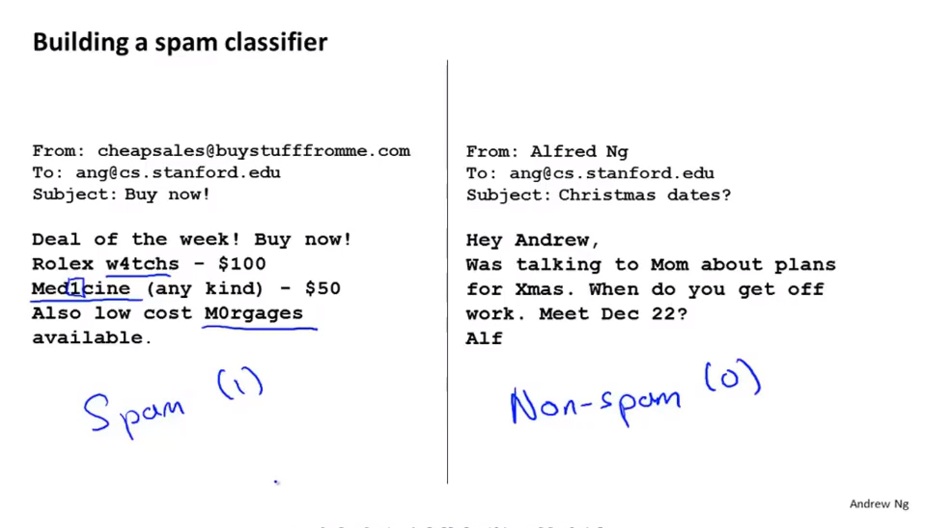 Building a spam classifier
From: cheapsales@buystufffromme.com
To: ang@cs.stanford.edu
Subject: Buy now!
Deal of the week! Buy now!
Rolex w4tchs - $100
Med1cine (any kind) - $50
Also low cost M0rgages
available.
Spam (1)
From: Alfred Ng
To: ang@cs.stanford.edu
Subject: Christmas dates?
Hey Andrew,
Was talking to Mom about plans
for Xmas. When do you get off
work. Meet Dec 22?
Alf
Non-spam (0)
Andrew Ng